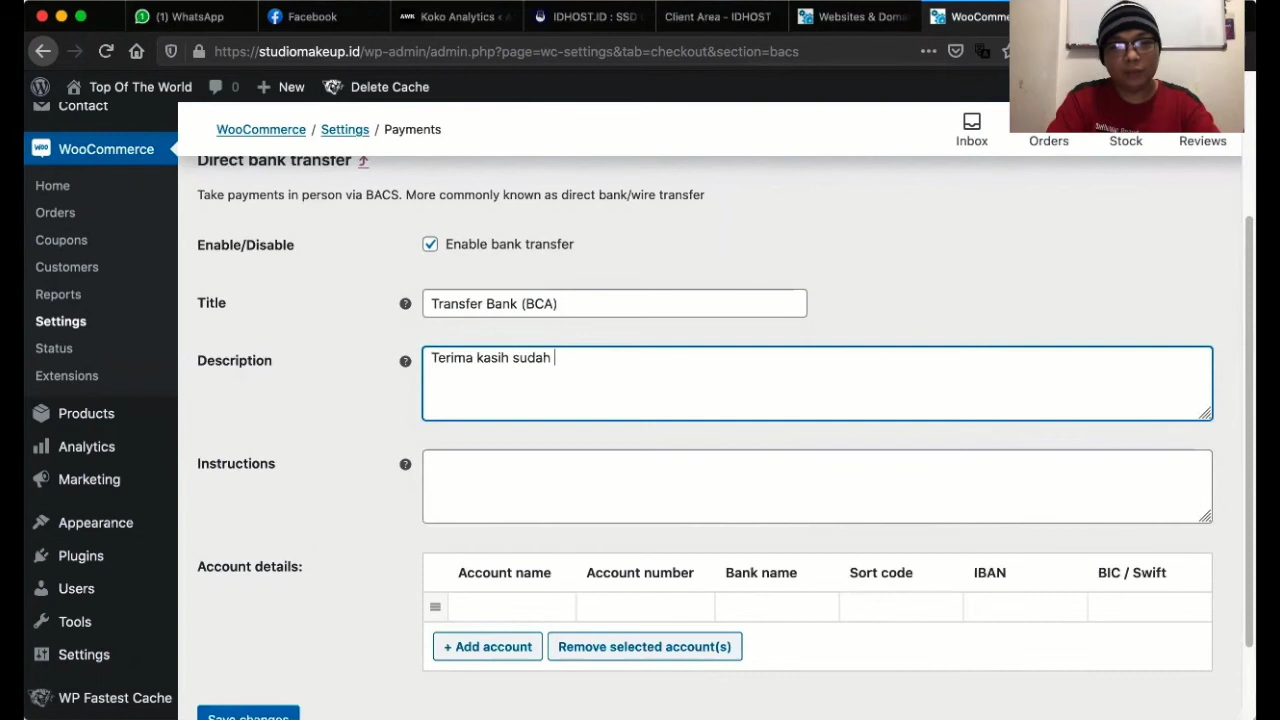 WhatsApp
Facebook
AWK Koko Analytics ‹ A
IDHOST.ID : SSD
Client Area – IDHOST
Websites & Doma
WooComme
https://studiomakeup.id/wp-admin/admin.php?page=wc-settings&tab=checkout&section=bacs
Top Of The World
0
New
Delete Cache
Contact
WooCommerce
Home
Orders
Coupons
Customers
Reports
Settings
Status
Extensions
Products
Analytics
Marketing
Appearance
Plugins
Users
Tools
Settings
WP Fastest Cache
WooCommerce / Settings / Payments
Inbox
Orders
Stock
Reviews
Direct bank transfer
Take payments in person via BACS. More commonly known as direct bank/wire transfer
Enable/Disable
Enable bank transfer
Title
Transfer Bank (BCA)
Description
Terima kasih sudah
Instructions
Account details:
Account name Account number Bank name Sort code IBAN BIC / Swift
+ Add account
Remove selected account(s)
Save changes